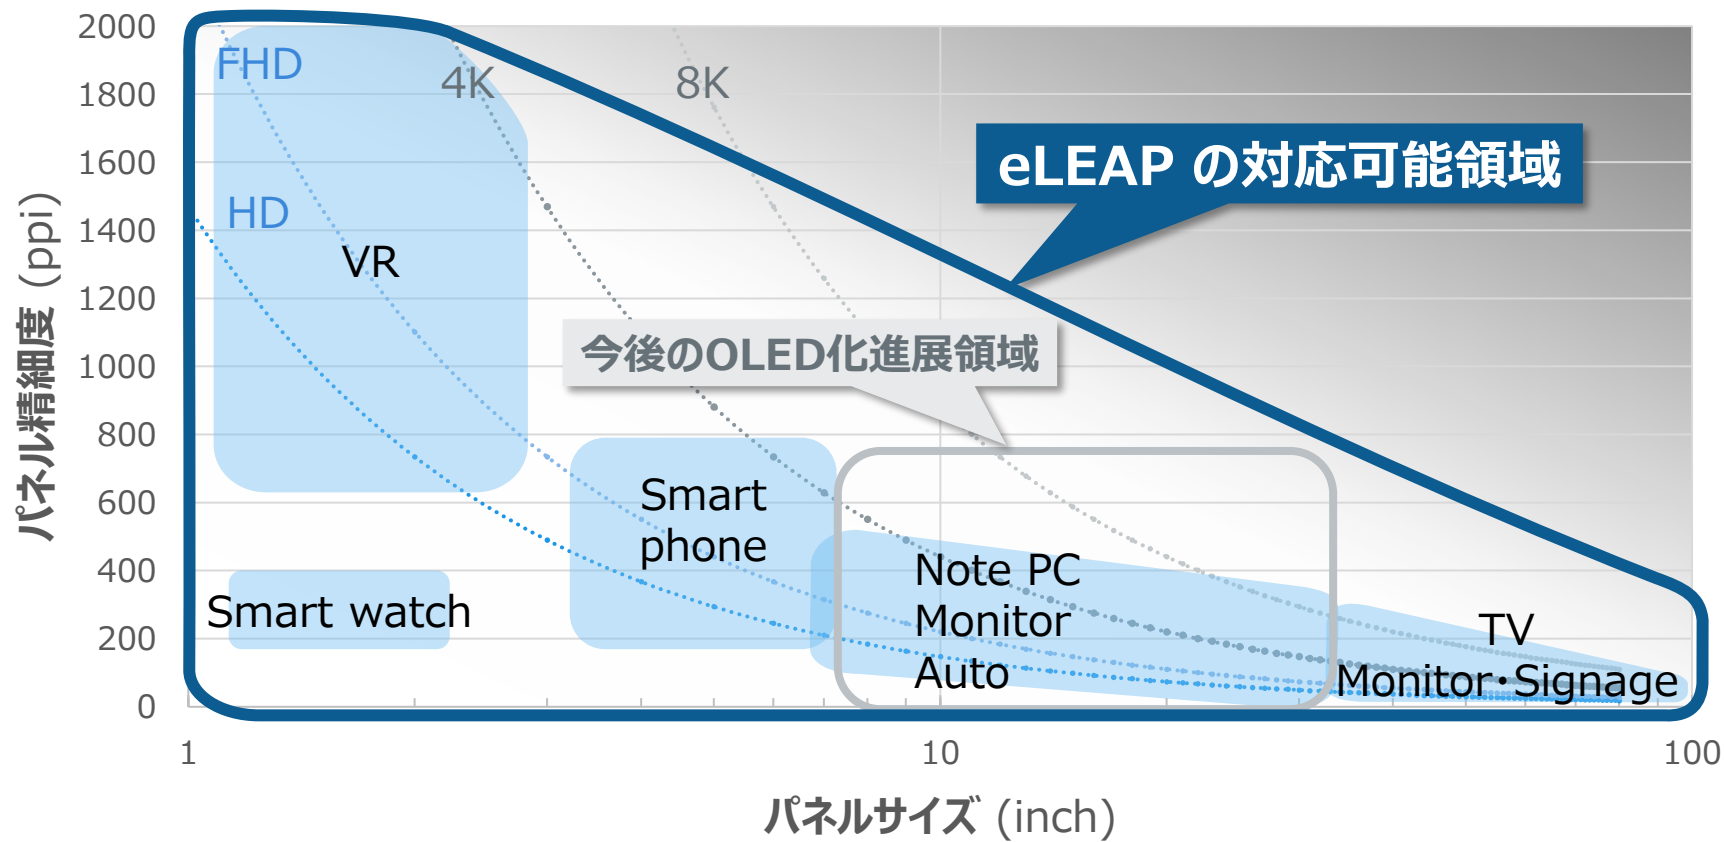 2000
1800
1600
1400
1200
1000
800
600
400
200
0
パネル精細度 (ppi)
FHD
4K
8K
HD
VR
eLEAP の対応可能領域
今後のOLED化進展領域
Smart
phone
Smart watch
Note PC
Monitor
Auto
TV
Monitor・Signage
1
10
100
パネルサイズ (inch)